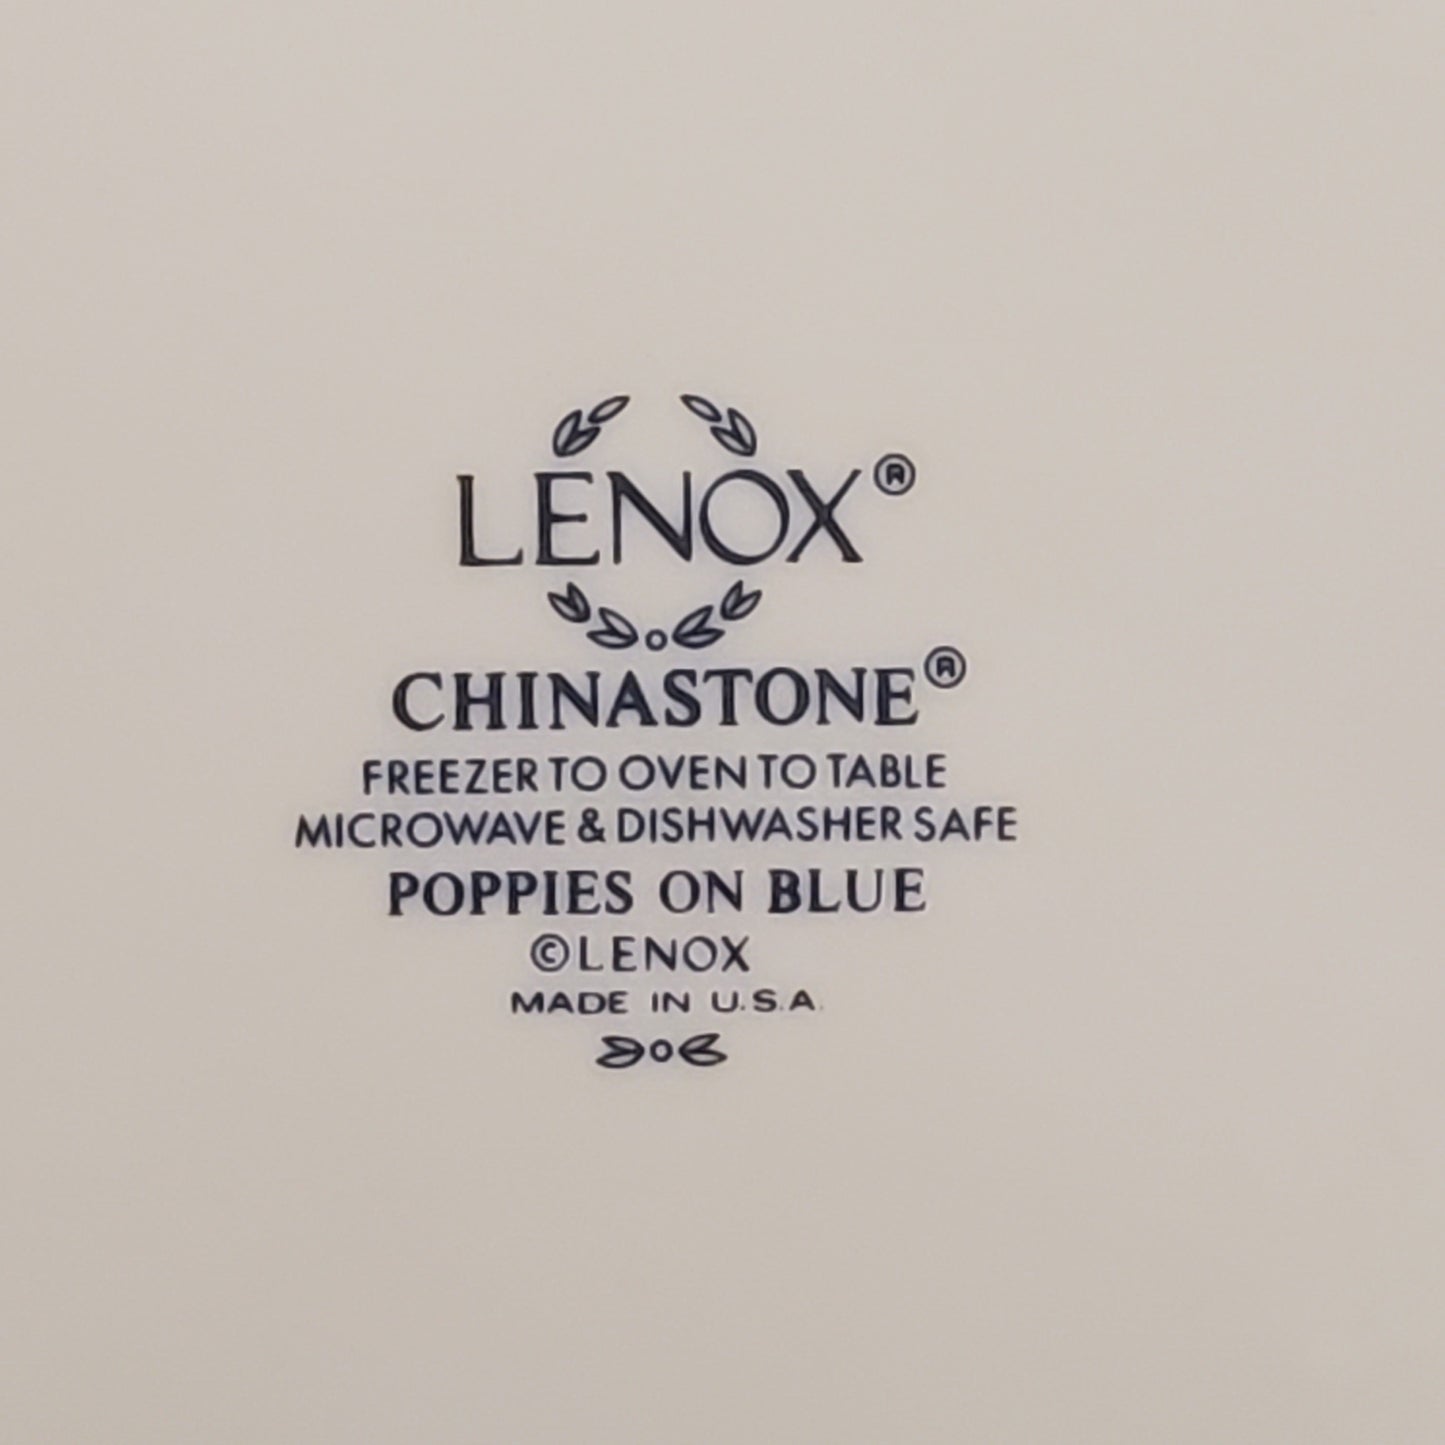 LENOX®
CHINASTONE®
FREEZER TO OVEN TO TABLE
MICROWAVE & DISHWASHER SAFE
POPPIES ON BLUE
©LENOX
MADE IN U.S.A.